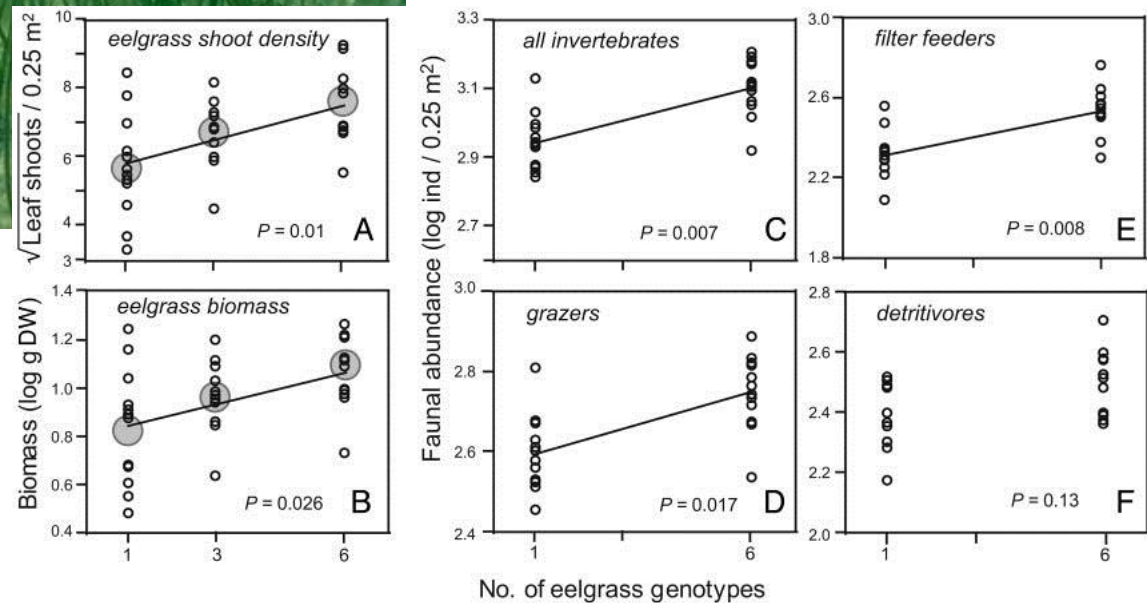 √Leaf shoots / 0.25 m²
10
9
8
7
6
5
4
3
eelgrass shoot density
P = 0.01
A
Biomass (log g DW)
1.4
1.2
1.0
0.8
0.6
0.4
eelgrass biomass
P = 0.026
B
1
3
6
Faunal abundance (log ind / 0.25 m²)
3.3
3.1
2.9
2.7
all invertebrates
P = 0.007
C
3.0
2.8
2.6
2.4
grazers
P = 0.017
D
1
6
3.0
2.6
2.2
1.8
filter feeders
P = 0.008
E
2.8
2.6
2.4
2.2
2.0
detritivores
P = 0.13
F
1
6
No. of eelgrass genotypes